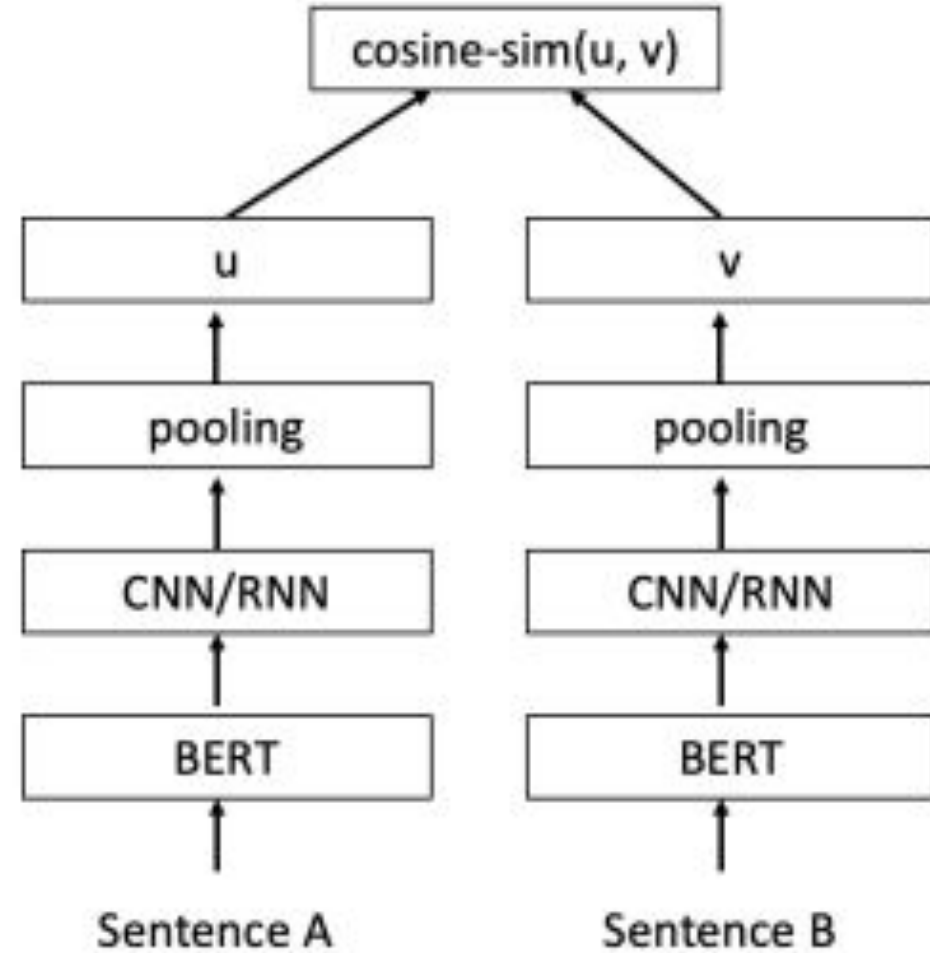 cosine-sim(u, v)
u
v
pooling
pooling
CNN/RNN
CNN/RNN
BERT
BERT
Sentence A
Sentence B